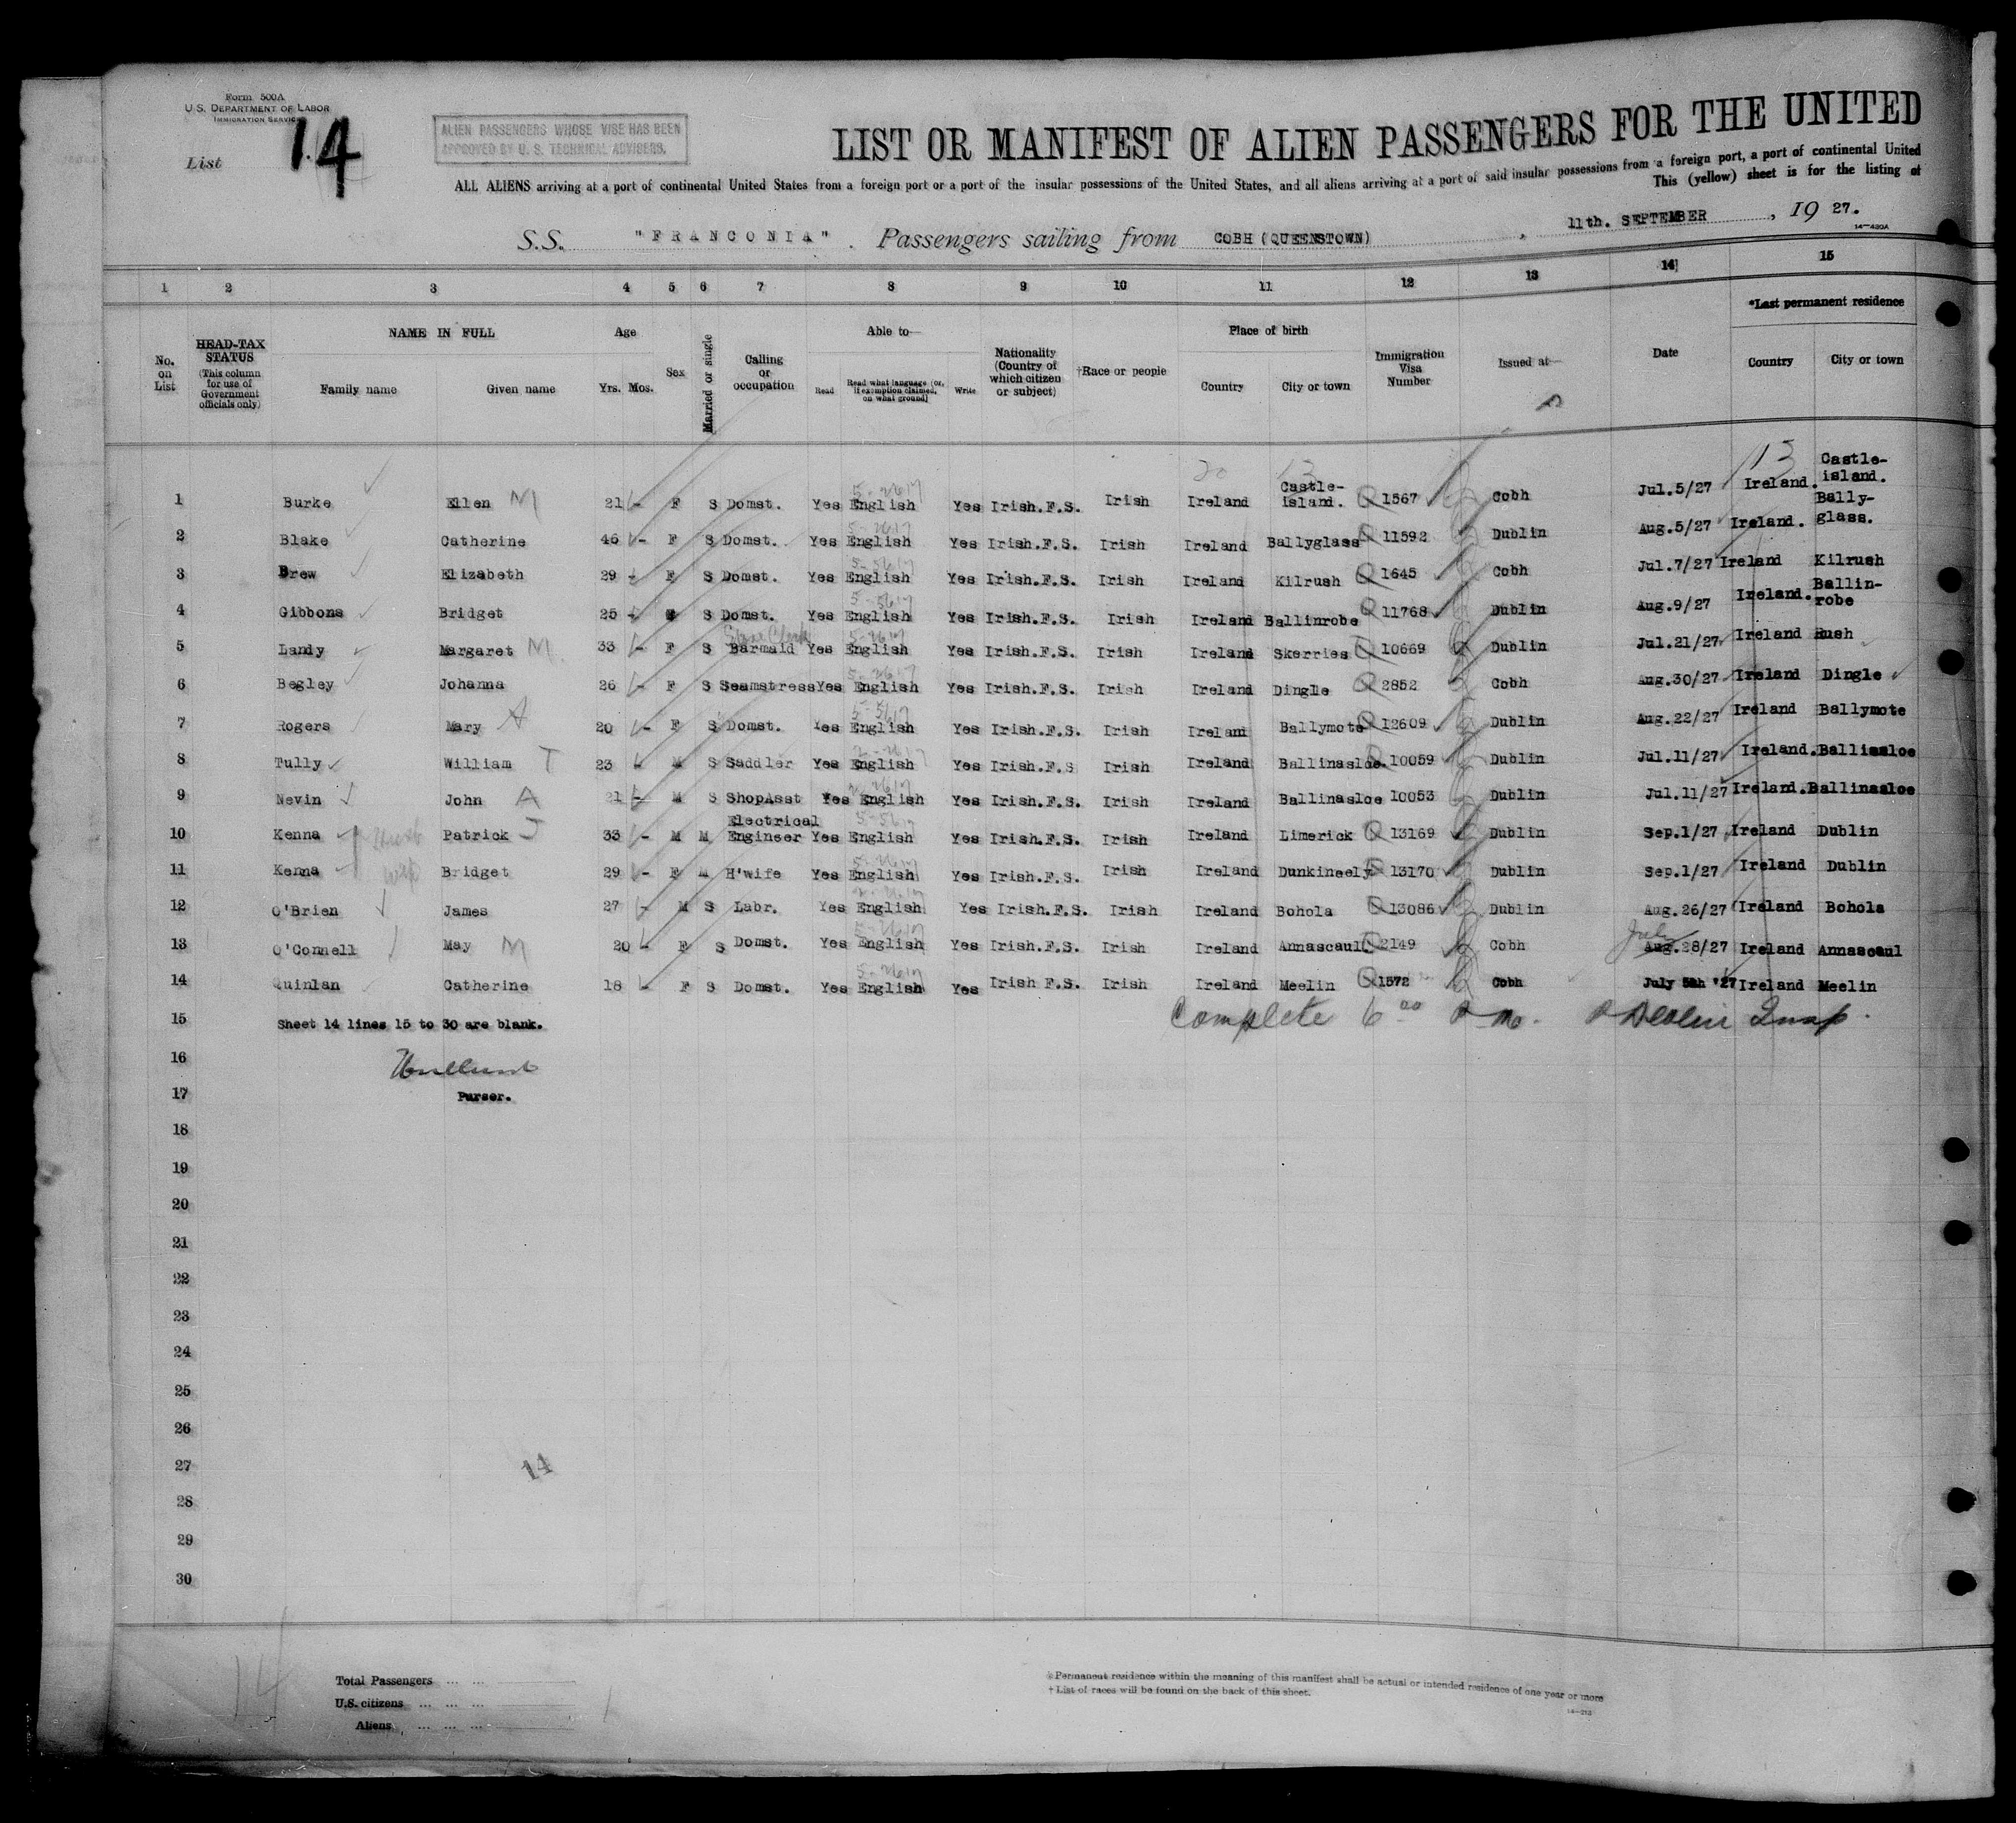 Form 500A
U.S. DEPARTMENT OF LABOR
IMMIGRATION SERVICE
List 14
ALIEN PASSENGERS WHOSE VISE HAS BEEN
APPROVED BY U. S. TECHNICAL ADVISERS.
LIST OR MANIFEST OF ALIEN PASSENGERS FOR THE UNITED
ALL ALIENS arriving at a port of continental United States from a foreign port or a port of the insular possessions of the United States, and all aliens arriving at a port of said insular possessions from a foreign port, a port of continental United
This (yellow) sheet is for the listing of
S.S. "FRANCONIA". Passengers sailing from COBH (QUEENSTOWN), 11th. SEPTEMBER, 1927.
14—430A
1 2 3 4 5 6 7 8 9 10 11 12 13 14 15
No. on List
HEAD-TAX STATUS (This column for use of Government officials only)
NAME IN FULL Family name Given name
Age Yrs. Mos.
Sex
Married or single
Calling or occupation
Able to— Read Read what language [or, if exemption claimed, on what ground] Write
Nationality (Country of which citizen or subject)
†Race or people
Place of birth Country City or town
Immigration Visa Number
Issued at—
Date
*Last permanent residence Country City or town
20 13 13
1 Burke Ellen M 21 - F S Domst. Yes English Yes Irish.F.S. Irish Ireland Castle-island. Q 1567 Cobh Jul.5/27 Ireland. Castle-island.
2 Blake Catherine 46 - F S Domst. Yes English Yes Irish.F.S. Irish Ireland Ballyglass 11592 Dublin Aug.5/27 Ireland. Bally-glass.
3 Drew Elizabeth 29 - F S Domst. Yes English Yes Irish.F.S. Irish Ireland Kilrush Q 1645 Cobh Jul.7/27 Ireland Kilrush
4 Gibbons Bridget 25 - F S Domst. Yes English Yes Irish.F.S. Irish Ireland Ballinrobe Q 11768 Dublin Aug.9/27 Ireland. Ballin-robe
5 Landy Margaret M. 33 - F S Store Clerk Barmaid Yes English Yes Irish.F.S. Irish Ireland Skerries Q 10669 Dublin Jul.21/27 Ireland Rush
6 Begley Johanna 26 - F S Seamstress Yes English Yes Irish.F.S. Irish Ireland Dingle Q 2852 Cobh Aug.30/27 Ireland Dingle
7 Rogers Mary A 20 - F S Domst. Yes English Yes Irish.F.S. Irish Ireland Ballymote Q 12609 Dublin Aug.22/27 Ireland Ballymote
8 Tully William T 23 - M S Saddler Yes English Yes Irish.F.S Irish Ireland Ballinasloe. 10059 Dublin Jul.11/27 Ireland. Ballinasloe
9 Nevin John A 21 - M S ShopAsst Yes English Yes Irish.F.S. Irish Ireland Ballinasloe 10053 Dublin Jul.11/27 Ireland. Ballinasloe
10 Kenna Patrick J 33 - M M Electrical Engineer Yes English Yes Irish.F.S. Irish Ireland Limerick Q 13169 Dublin Sep.1/27 Ireland Dublin
11 Kenna Bridget 29 - F M H'wife Yes English Yes Irish.F.S. Irish Ireland Dunkineely 13170 Dublin Sep.1/27 Ireland Dublin
12 O'Brien James 27 - M S Labr. Yes English Yes Irish.F.S. Irish Ireland Bohola Q 13086 Dublin Aug.26/27 Ireland Bohola
13 O'Connell May M 20 - F S Domst. Yes English Yes Irish.F.S. Irish Ireland Annascaul 2149 Cobh July Aug.28/27 Ireland Annascaul
14 Quinlan Catherine 18 - F S Domst. Yes English Yes Irish F.S. Irish Ireland Meelin Q 1572 Cobh July 5th '27 Ireland Meelin
15 Sheet 14 lines 15 to 30 are blank. Complete 6 00 P m. Insp.
16
17 Purser.
18
19
20
21
22
23
24
25
26
27
14
28
29
30
14
Total Passengers
U.S. citizens
Aliens
*Permanent residence within the meaning of this manifest shall be actual or intended residence of one year or more
†List of races will be found on the back of this sheet.